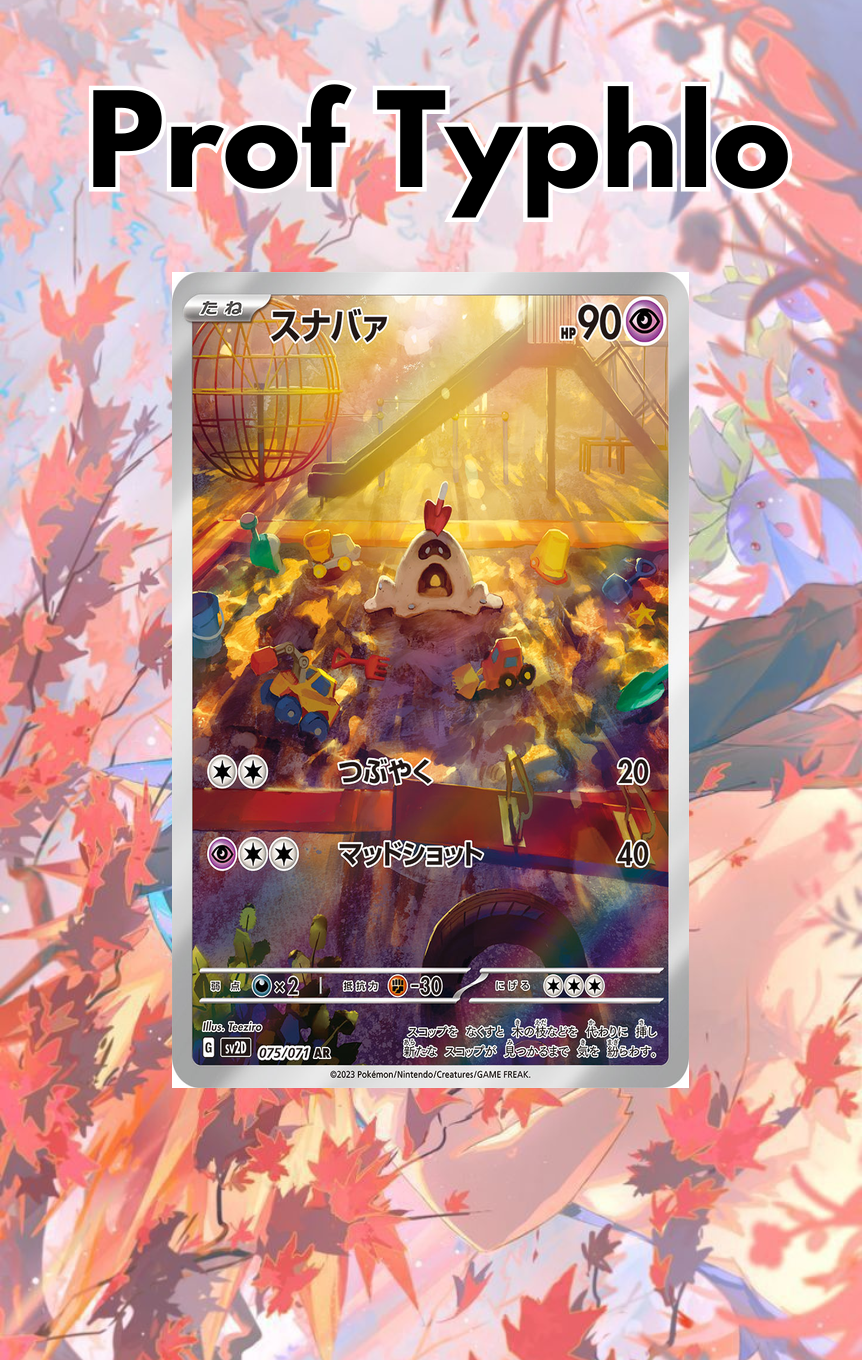 Prof Typhlo
たね
スナバァ
HP 90
つぶやく 20
マッドショット 40
弱点 ×2 抵抗力 -30 にげる
Illus. Teeziro
スコップを なくすと 木の枝などを 代わりに 挿し
新たな スコップが 見つかるまで 気を 紛らわす。
G sv2D 075/071 AR
©2023 Pokémon/Nintendo/Creatures/GAME FREAK.